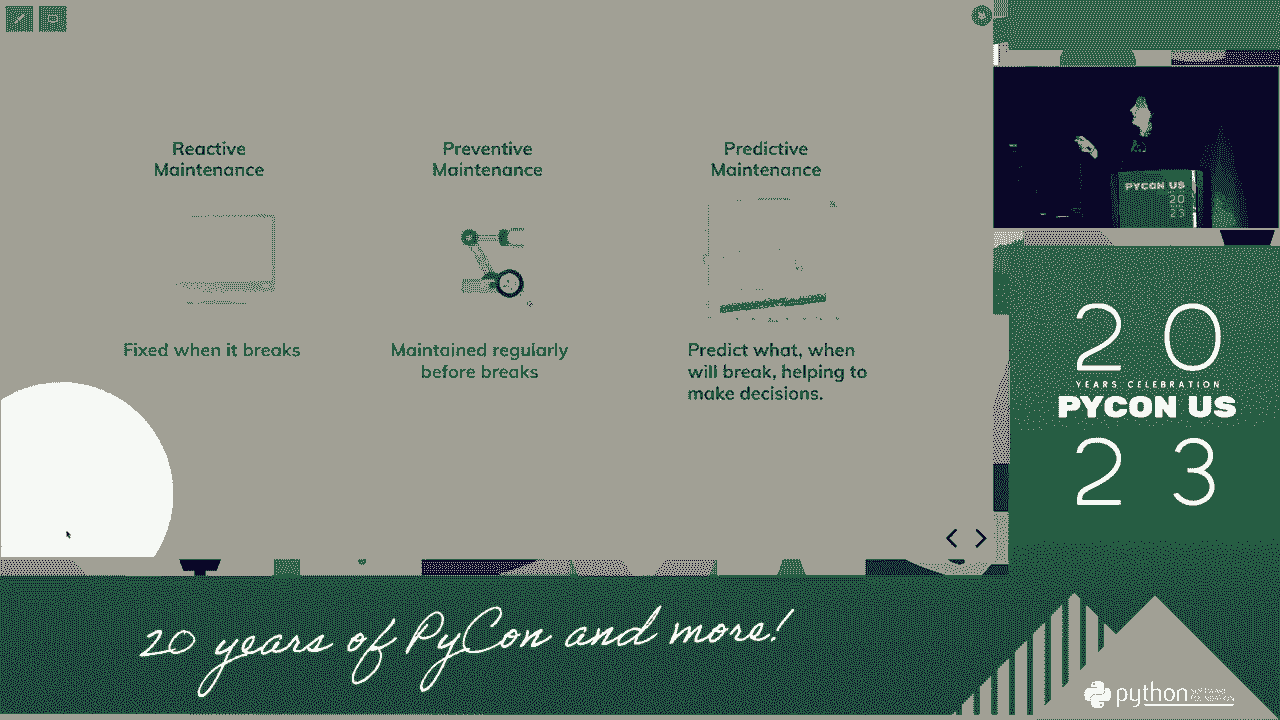 Reactive
Maintenance
Fixed when it breaks
Preventive
Maintenance
Maintained regularly
before breaks
Predictive
Maintenance
Predict what, when
will break, helping to
make decisions.
PYCON US
20
23
20
YEARS CELEBRATION
PYCON US
23
20 years of PyCon and more!
python
SOFTWARE
FOUNDATION